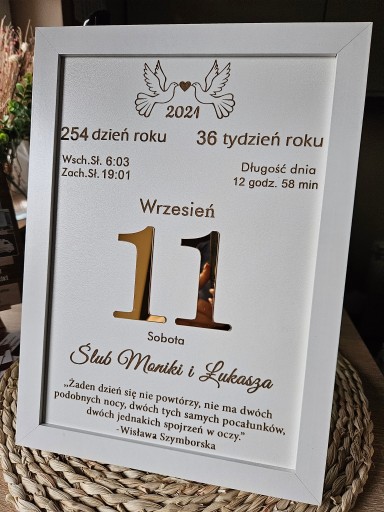 2021
254 dzień roku 36 tydzień roku
Wsch.Sł. 6:03
Zach.Sł. 19:01
Długość dnia
12 godz. 58 min
Wrzesień
11
Sobota
Ślub Moniki i Łukasza
„Żaden dzień się nie powtórzy, nie ma dwóch
podobnych nocy, dwóch tych samych pocałunków,
dwóch jednakich spojrzeń w oczy."
-Wisława Szymborska